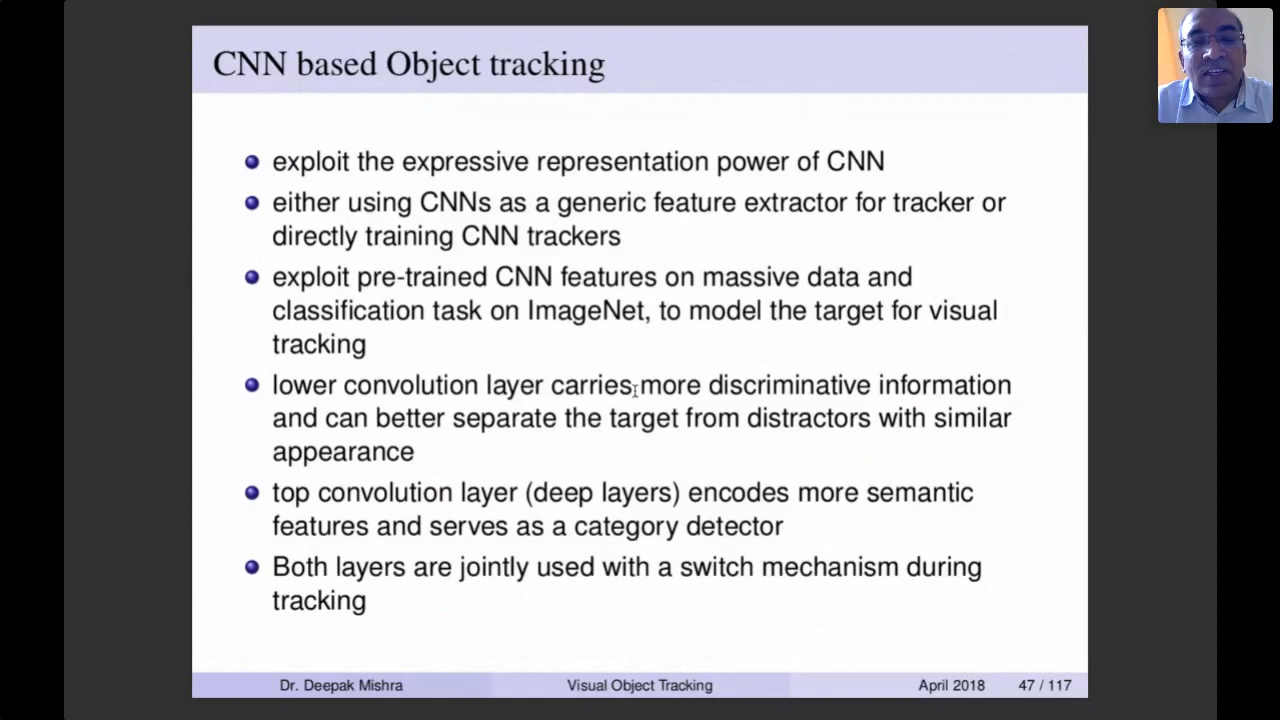 CNN based Object tracking
exploit the expressive representation power of CNN
either using CNNs as a generic feature extractor for tracker or
directly training CNN trackers
exploit pre-trained CNN features on massive data and
classification task on ImageNet, to model the target for visual
tracking
lower convolution layer carries more discriminative information
and can better separate the target from distractors with similar
appearance
top convolution layer (deep layers) encodes more semantic
features and serves as a category detector
Both layers are jointly used with a switch mechanism during
tracking
Dr. Deepak Mishra Visual Object Tracking April 2018 47 / 117